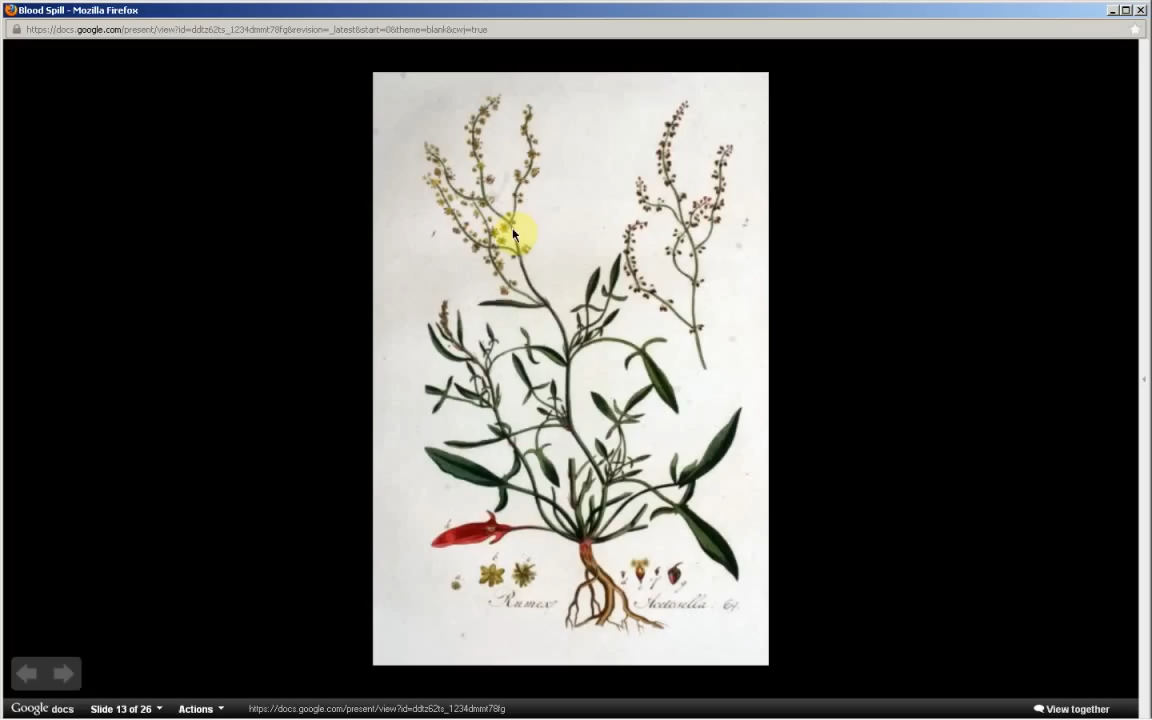 Blood Spill - Mozilla Firefox
https://docs.google.com/present/view?id=ddtz62ts_1234dmmt78fg&revision=_latest&start=0&theme=blank&cwj=true
Rumex Acetosella. 64.
Google docs Slide 13 of 26 Actions https://docs.google.com/present/view?id=ddtz62ts_1234dmmt78fg View together